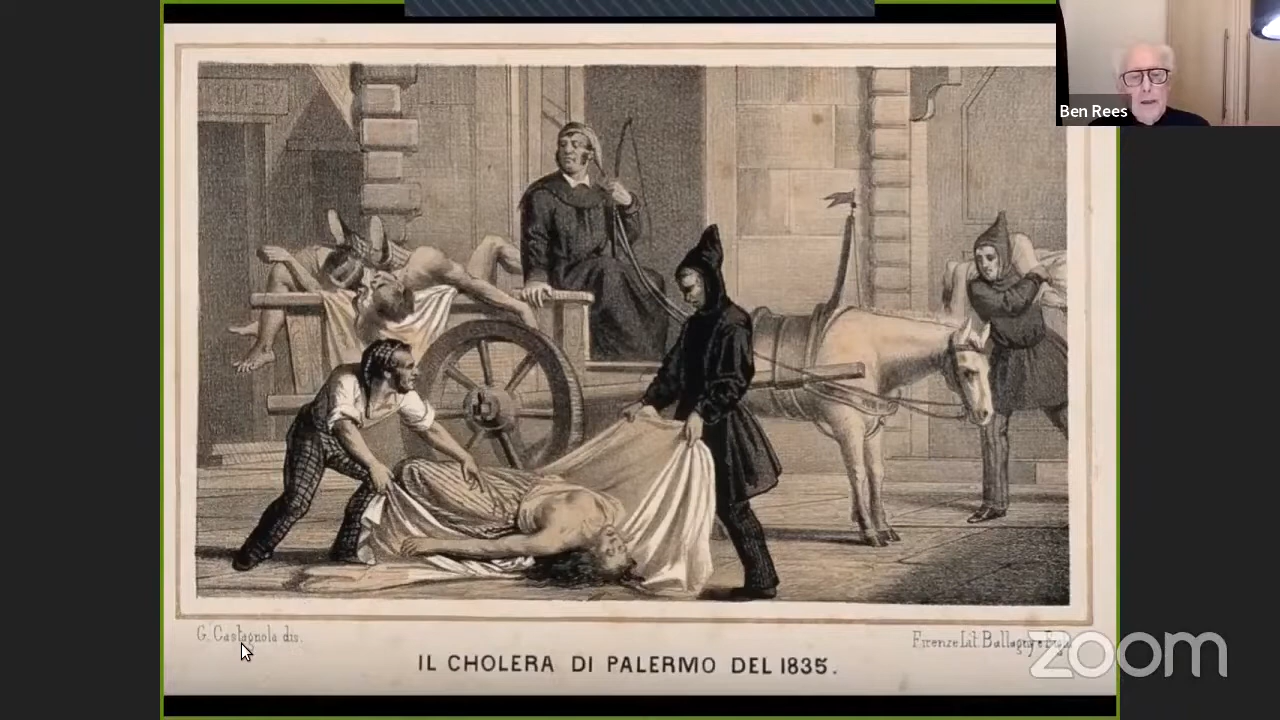 Ben Rees
G. Castagnola dis.
Firenze Lit. Ballagny e
IL CHOLERA DI PALERMO DEL 1835.
zoom